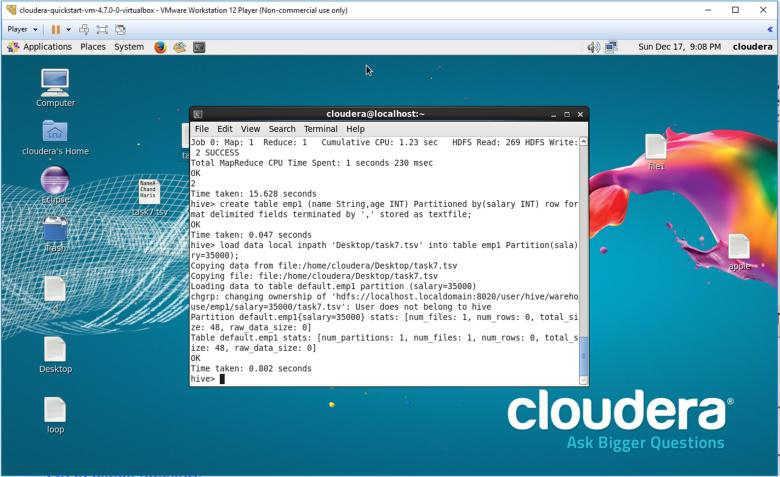 cloudera-quickstart-vm-4.7.0-0-virtualbox - VMware Workstation 12 Player (Non-commercial use only)
Player
Applications Places System
Sun Dec 17, 9:08 PM cloudera
Computer
cloudera's Home
Eclipse
Trash
Desktop
loop
NameA
Chand
Haris
task7.tsv
ta
file1
apple
cloudera@localhost:~
File Edit View Search Terminal Help
Job 0: Map: 1  Reduce: 1   Cumulative CPU: 1.23 sec   HDFS Read: 269 HDFS Write:
 2 SUCCESS
Total MapReduce CPU Time Spent: 1 seconds 230 msec
OK
2
Time taken: 15.628 seconds
hive> create table emp1 (name String,age INT) Partitioned by(salary INT) row for
mat delimited fields terminated by ',' stored as textfile;
OK
Time taken: 0.047 seconds
hive> load data local inpath 'Desktop/task7.tsv' into table emp1 Partition(sala
ry=35000);
Copying data from file:/home/cloudera/Desktop/task7.tsv
Copying file: file:/home/cloudera/Desktop/task7.tsv
Loading data to table default.emp1 partition (salary=35000)
chgrp: changing ownership of 'hdfs://localhost.localdomain:8020/user/hive/wareho
use/emp1/salary=35000/task7.tsv': User does not belong to hive
Partition default.emp1{salary=35000} stats: [num_files: 1, num_rows: 0, total_si
ze: 48, raw_data_size: 0]
Table default.emp1 stats: [num_partitions: 1, num_files: 1, num_rows: 0, total_s
ize: 48, raw_data_size: 0]
OK
Time taken: 0.802 seconds
hive>
cloudera®
Ask Bigger Questions